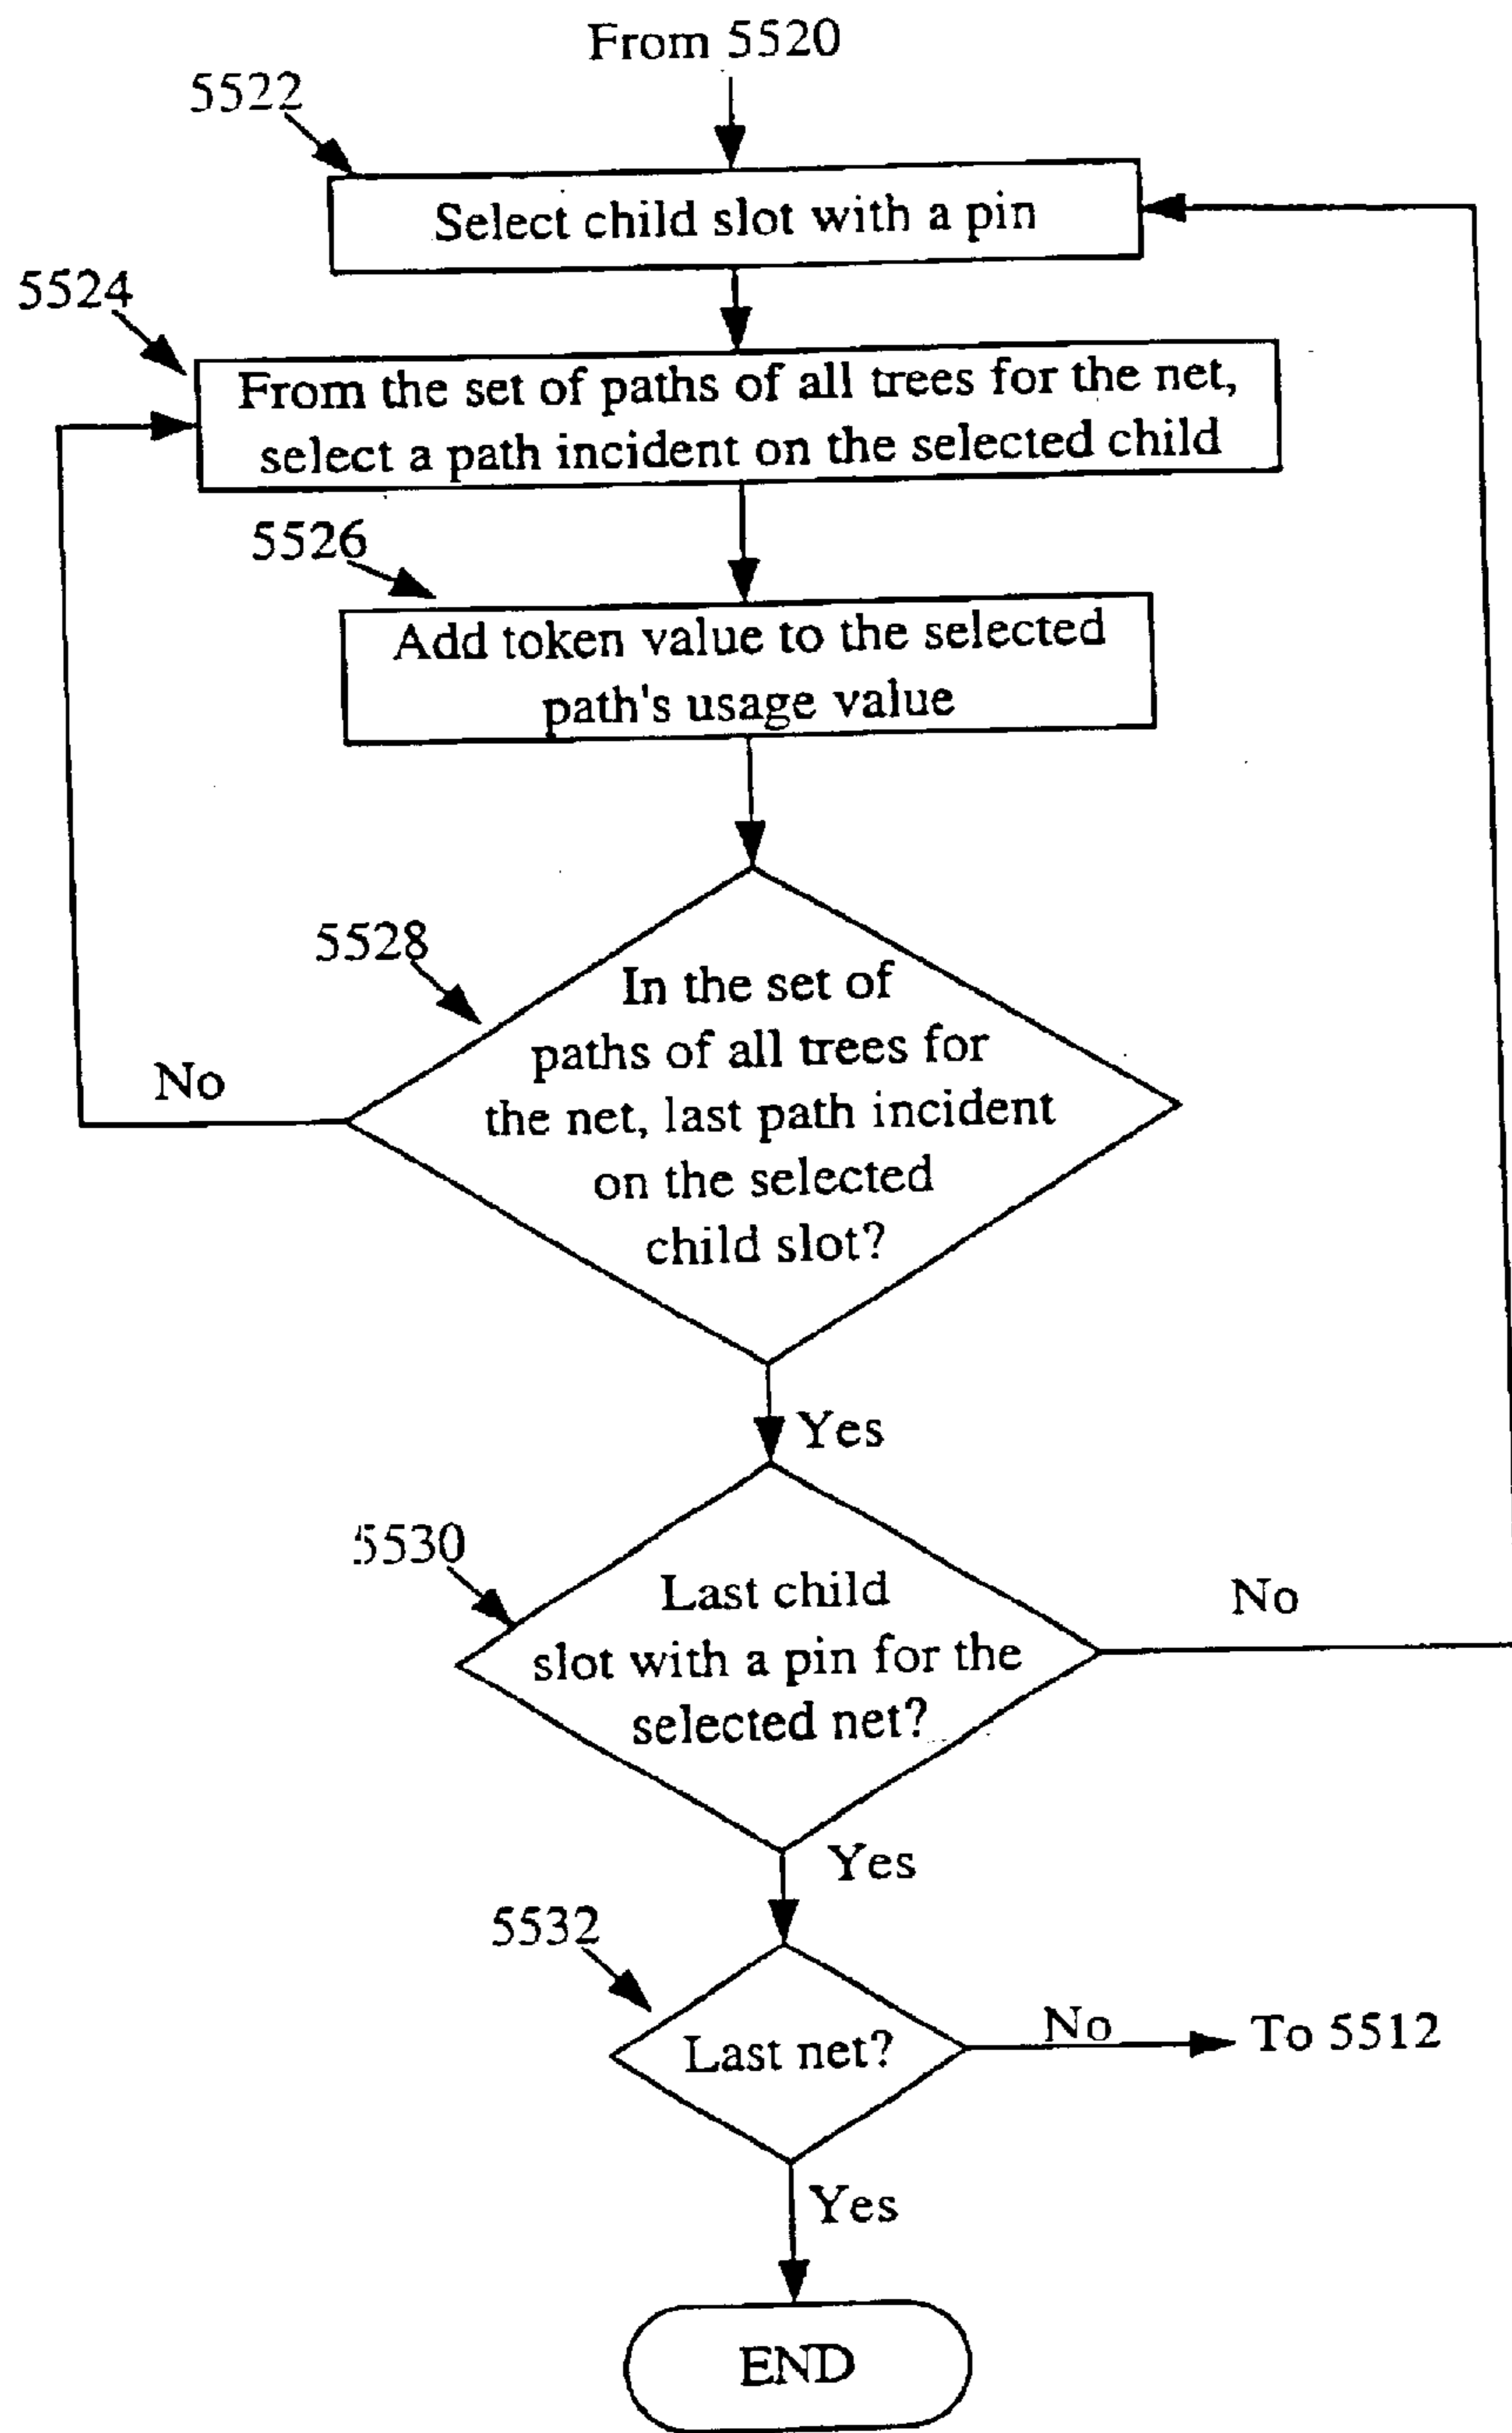 From 5520
5522
Select child slot with a pin
5524
From the set of paths of all trees for the net,
select a path incident on the selected child
5526
Add token value to the selected
path's usage value
5528
In the set of
paths of all trees for
the net, last path incident
on the selected
child slot?
No
Yes
5530
Last child
slot with a pin for the
selected net?
No
Yes
5532
Last net?
No
To 5512
Yes
END